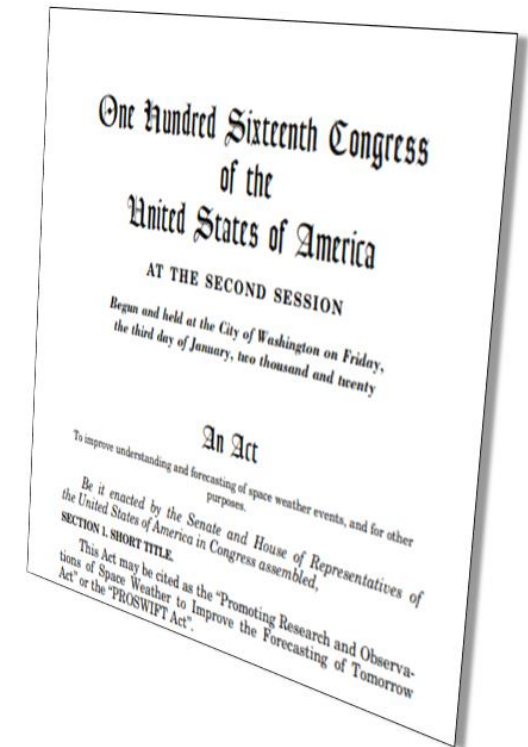 One Hundred Sixteenth Congress
of the
United States of America
AT THE SECOND SESSION
Begun and held at the City of Washington on Friday,
the third day of January, two thousand and twenty
An Act
To improve understanding and forecasting of space weather events, and for other
purposes.
Be it enacted by the Senate and House of Representatives of
the United States of America in Congress assembled,
SECTION 1. SHORT TITLE.
This Act may be cited as the “Promoting Research and Observa-
tions of Space Weather to Improve the Forecasting of Tomorrow
Act” or the “PROSWIFT Act”.